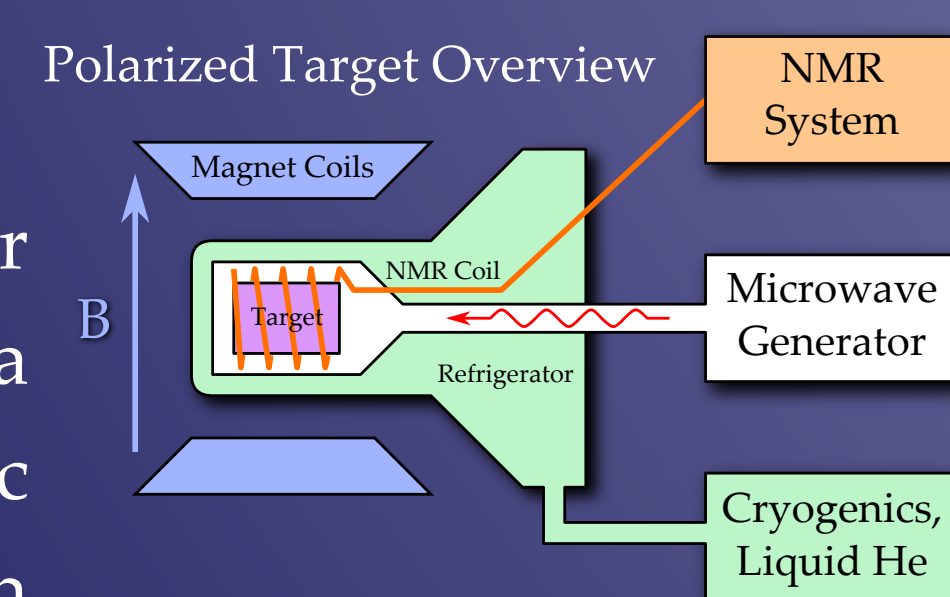 Polarized Target Overview
NMR
System
Magnet Coils
r
NMR Coil
Microwave
Generator
B
Target
a
Refrigerator
c
Cryogenics,
Liquid He
n